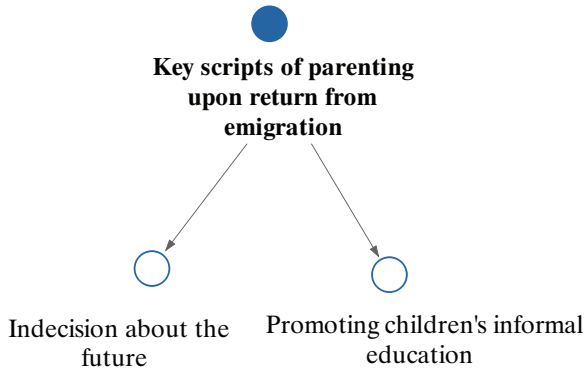 Key scripts of parenting
upon return from
emigration
Indecision about the
future
Promoting children's informal
education